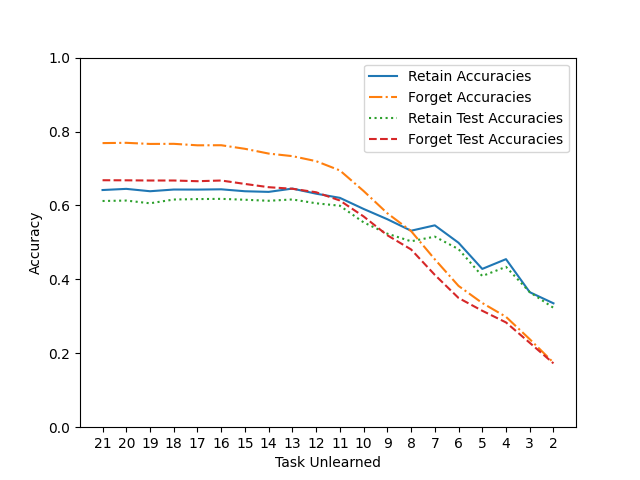 1.0
0.8
0.6
0.4
0.2
0.0
Accuracy
Retain Accuracies
Forget Accuracies
Retain Test Accuracies
Forget Test Accuracies
21 20 19 18 17 16 15 14 13 12 11 10 9 8 7 6 5 4 3 2
Task Unlearned